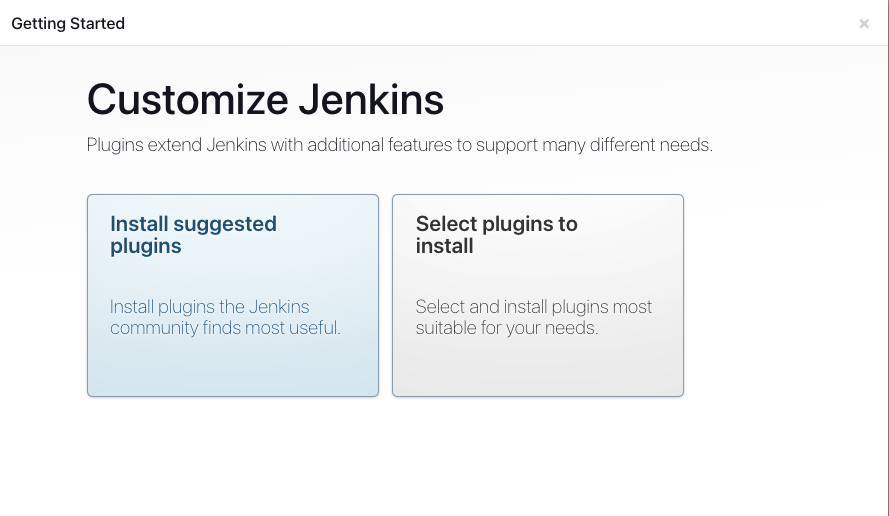 Getting Started
×
Customize Jenkins
Plugins extend Jenkins with additional features to support many different needs.
Install suggested
plugins
Install plugins the Jenkins
community finds most useful.
Select plugins to
install
Select and install plugins most
suitable for your needs.